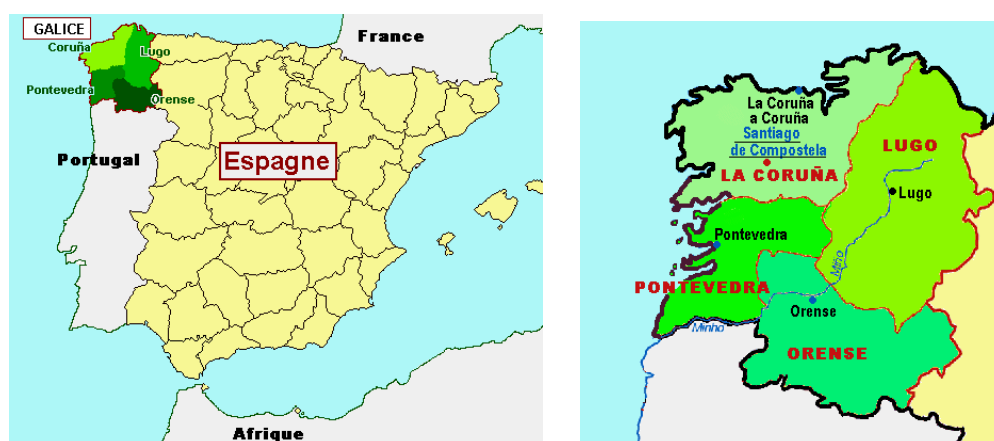 GALICE
Coruña
Lugo
Pontevedra
Orense
France
Portugal
Espagne
Afrique
La Coruña
a Coruña
Santiago
de Compostela
LA CORUÑA
LUGO
Lugo
Pontevedra
Miño
PONTEVEDRA
Orense
Minho
ORENSE